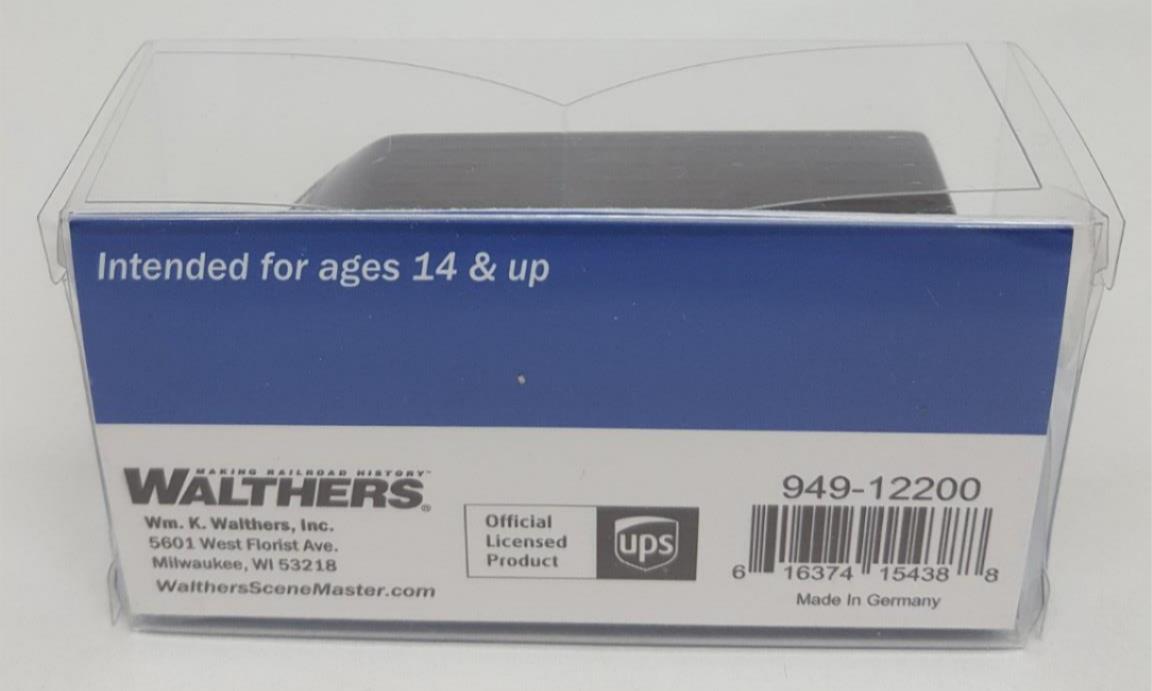 Intended for ages 14 & up
MAKING RAILROAD HISTORY™
WALTHERS®
Wm. K. Walthers, Inc.
5601 West Florist Ave.
Milwaukee, WI 53218
WalthersSceneMaster.com
Official
Licensed
Product
ups
949-12200
6 16374 15438 8
Made In Germany